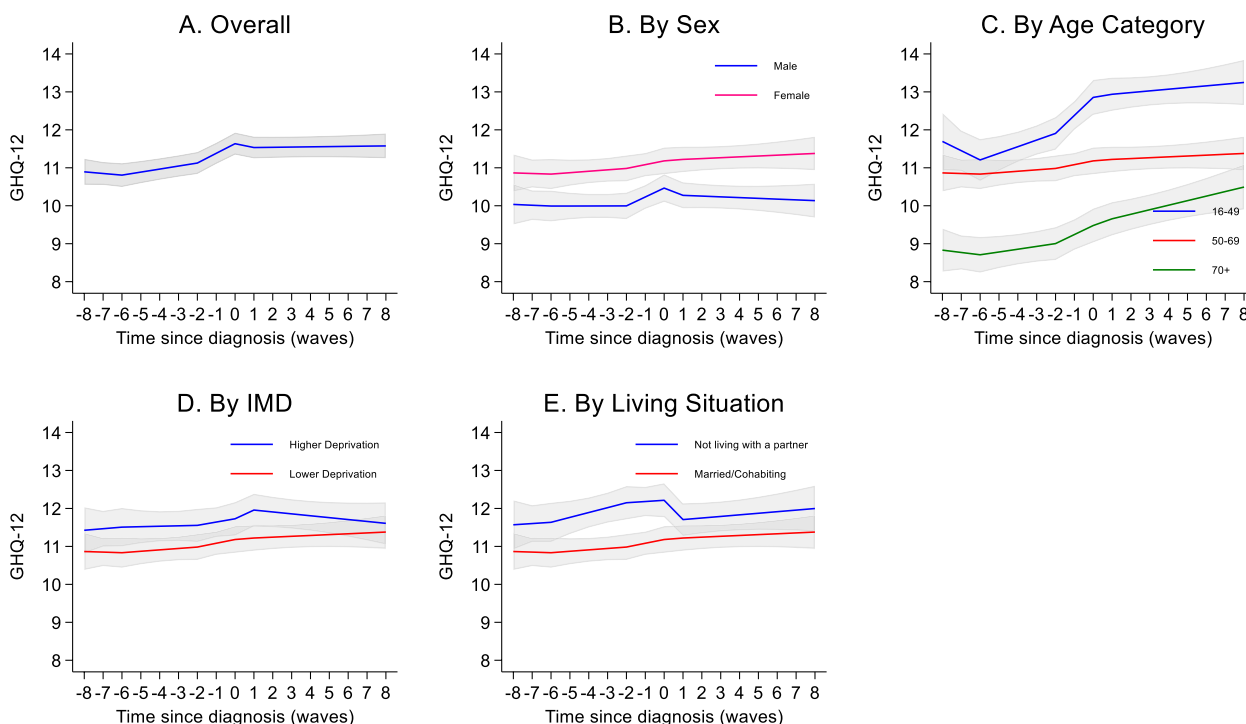 A. Overall
GHQ-12
14
13
12
11
10
9
8
-8 -7 -6 -5 -4 -3 -2 -1 0 1 2 3 4 5 6 7 8
Time since diagnosis (waves)
B. By Sex
GHQ-12
14
13
12
11
10
9
8
Male
Female
-8 -7 -6 -5 -4 -3 -2 -1 0 1 2 3 4 5 6 7 8
Time since diagnosis (waves)
C. By Age Category
GHQ-12
14
13
12
11
10
9
8
16-49
50-69
70+
-8 -7 -6 -5 -4 -3 -2 -1 0 1 2 3 4 5 6 7 8
Time since diagnosis (waves)
D. By IMD
GHQ-12
14
13
12
11
10
9
8
Higher Deprivation
Lower Deprivation
-8 -7 -6 -5 -4 -3 -2 -1 0 1 2 3 4 5 6 7 8
Time since diagnosis (waves)
E. By Living Situation
GHQ-12
14
13
12
11
10
9
8
Not living with a partner
Married/Cohabiting
-8 -7 -6 -5 -4 -3 -2 -1 0 1 2 3 4 5 6 7 8
Time since diagnosis (waves)